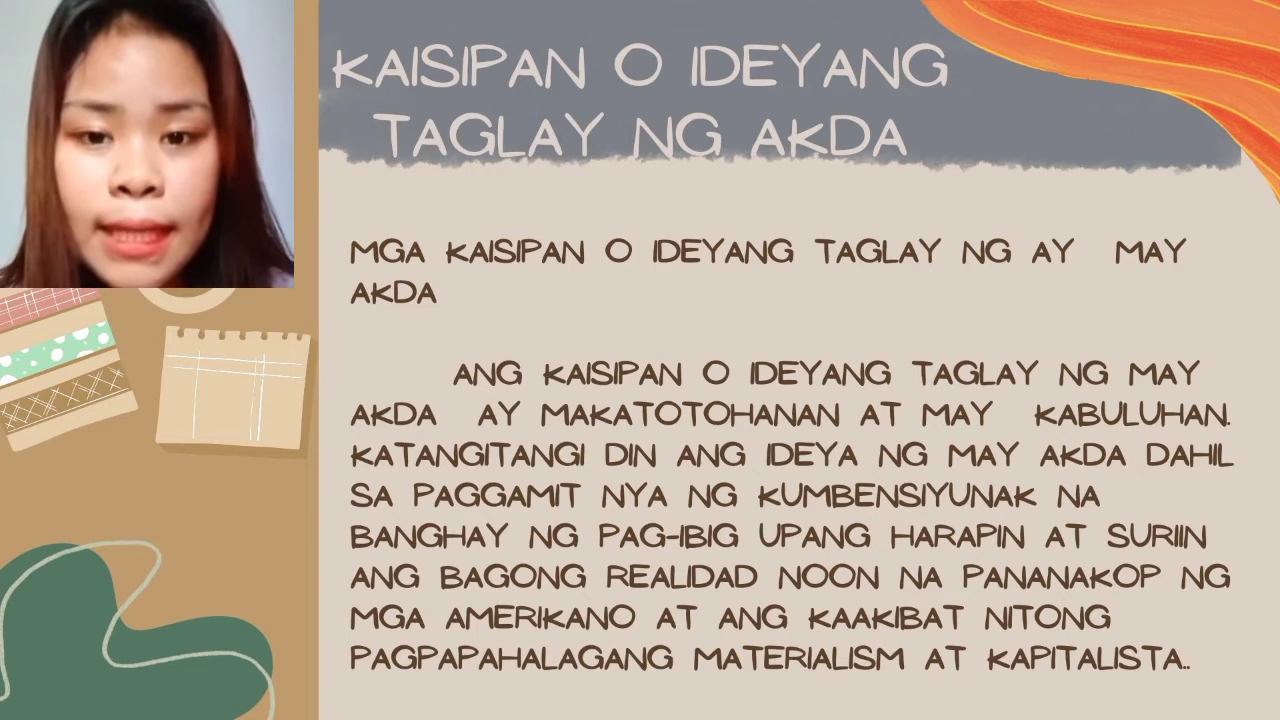 KAISIPAN O IDEYANG
TAGLAY NG AKDA
MGA KAISIPAN O IDEYANG TAGLAY NG AY MAY
AKDA
ANG KAISIPAN O IDEYANG TAGLAY NG MAY
AKDA AY MAKATOTOHANAN AT MAY KABULUHAN.
KATANGITANGI DIN ANG IDEYA NG MAY AKDA DAHIL
SA PAGGAMIT NYA NG KUMBENSIYUNAK NA
BANGHAY NG PAG-IBIG UPANG HARAPIN AT SURIIN
ANG BAGONG REALIDAD NOON NA PANANAKOP NG
MGA AMERIKANO AT ANG KAAKIBAT NITONG
PAGPAPAHALAGANG MATERIALISM AT KAPITALISTA..